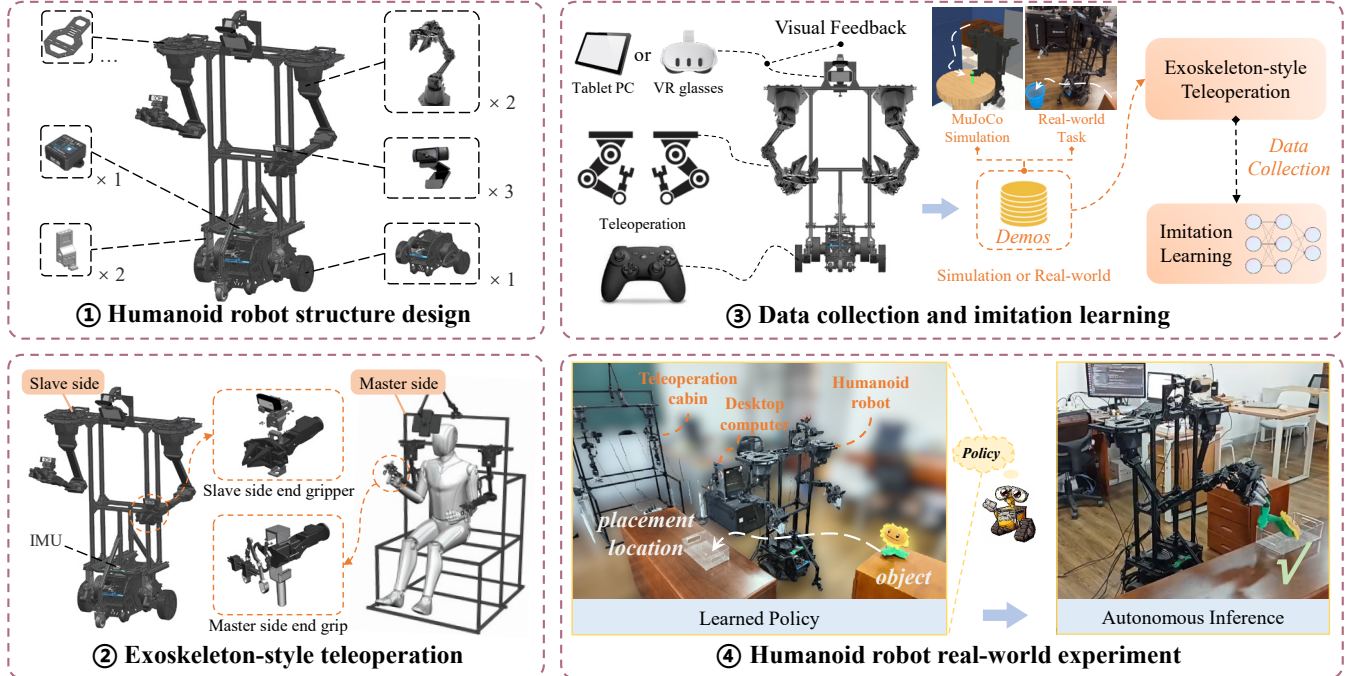 ...
× 2
× 1
× 3
× 2
× 1
① Humanoid robot structure design
Slave side
Master side
Slave side end gripper
IMU
Master side end grip
② Exoskeleton-style teleoperation
Visual Feedback
or
Tablet PC
VR glasses
Teleoperation
MuJoCo
Simulation
Real-world
Task
Demos
Simulation or Real-world
Exoskeleton-style
Teleoperation
Data
Collection
Imitation
Learning
③ Data collection and imitation learning
Teleoperation
cabin
Desktop
computer
Humanoid
robot
placement
location
object
Learned Policy
Policy
√
Autonomous Inference
④ Humanoid robot real-world experiment